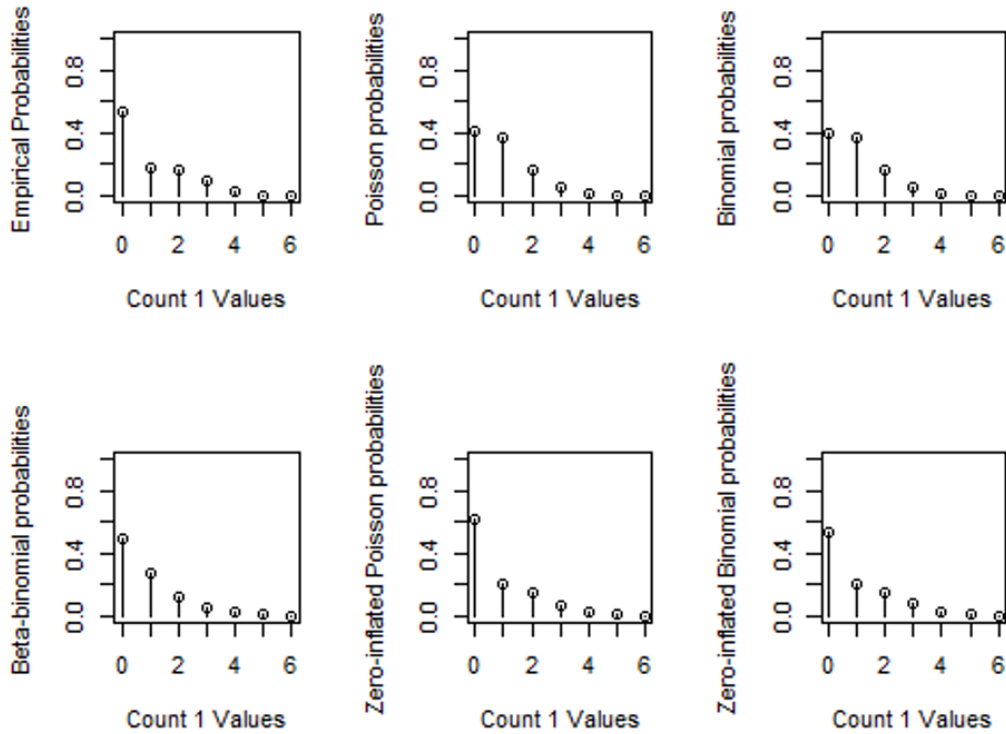 Empirical Probabilities
0.0 0.4 0.8
0 2 4 6
Count 1 Values
Poisson probabilities
0.0 0.4 0.8
0 2 4 6
Count 1 Values
Binomial probabilities
0.0 0.4 0.8
0 2 4 6
Count 1 Values
Beta-binomial probabilities
0.0 0.4 0.8
0 2 4 6
Count 1 Values
Zero-inflated Poisson probabilities
0.0 0.4 0.8
0 2 4 6
Count 1 Values
Zero-inflated Binomial probabilities
0.0 0.4 0.8
0 2 4 6
Count 1 Values